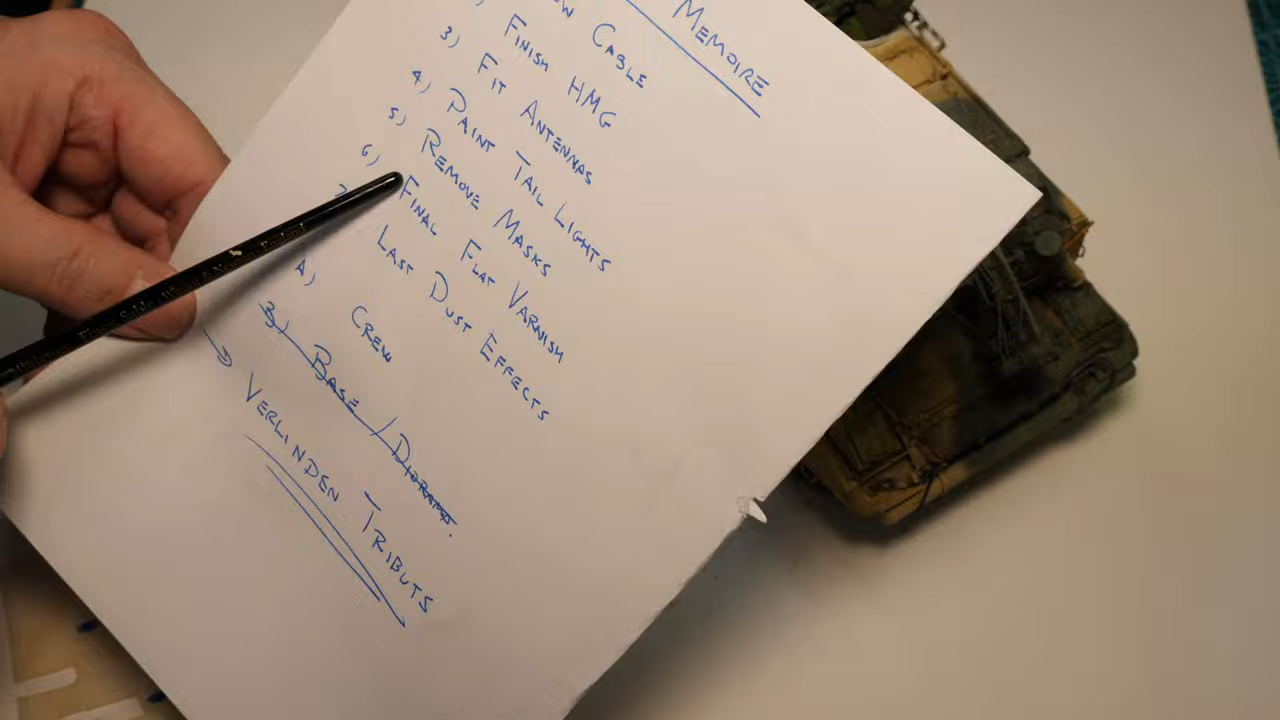 MEMOIRE
CABLE
FINISH HMG
3) FIT ANTENNAS
4) PAINT TAIL LIGHTS
5) REMOVE MASKS
6) FINAL FLAT VARNISH
LAST DUST EFFECTS
A) CREW
B) BASE / DIORAMA.
VERLINDEN TRIBUTS